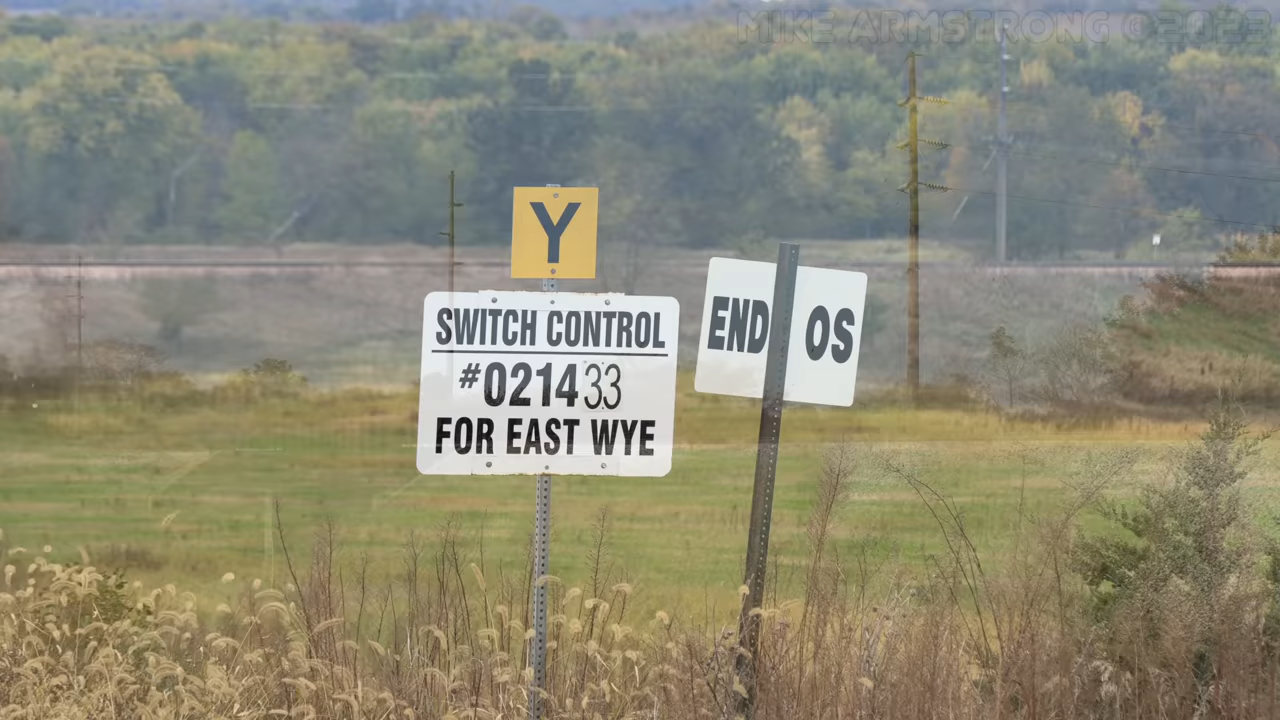 MIKE ARMSTRONG ©2023
Y
SWITCH CONTROL
#021433
FOR EAST WYE
END OS